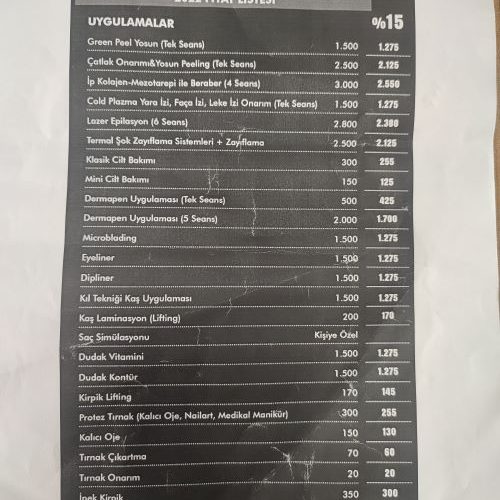 2022 FİYAT LİSTESİ
UYGULAMALAR %15
Green Peel Yosun (Tek Seans) 1.500 1.275
Çatlak Onarımı&Yosun Peeling (Tek Seans) 2.500 2.125
İp Kolajen-Mezotarepi ile Beraber (4 Seans) 3.000 2.550
Cold Plazma Yara İzi, Faça İzi, Leke İzi Onarım (Tek Seans) 1.500 1.275
Lazer Epilasyon (6 Seans) 2.800 2.380
Termal Şok Zayıflama Sistemleri + Zayıflama 2.500 2.125
Klasik Cilt Bakımı 300 255
Mini Cilt Bakımı 150 125
Dermapen Uygulaması (Tek Seans) 500 425
Dermapen Uygulaması (5 Seans) 2.000 1.700
Microblading 1.500 1.275
Eyeliner 1.500 1.275
Dipliner 1.500 1.275
Kıl Tekniği Kaş Uygulaması 1.500 1.275
Kaş Laminasyon (Lifting) 200 170
Saç Simülasyonu Kişiye Özel
Dudak Vitamini 1.500 1.275
Dudak Kontür 1.500 1.275
Kirpik Lifting 170 145
Protez Tırnak (Kalıcı Oje, Nailart, Medikal Manikür) 300 255
Kalıcı Oje 150 130
Tırnak Çıkartma 70 60
Tırnak Onarım 20 20
İpek Kirpik 350 300